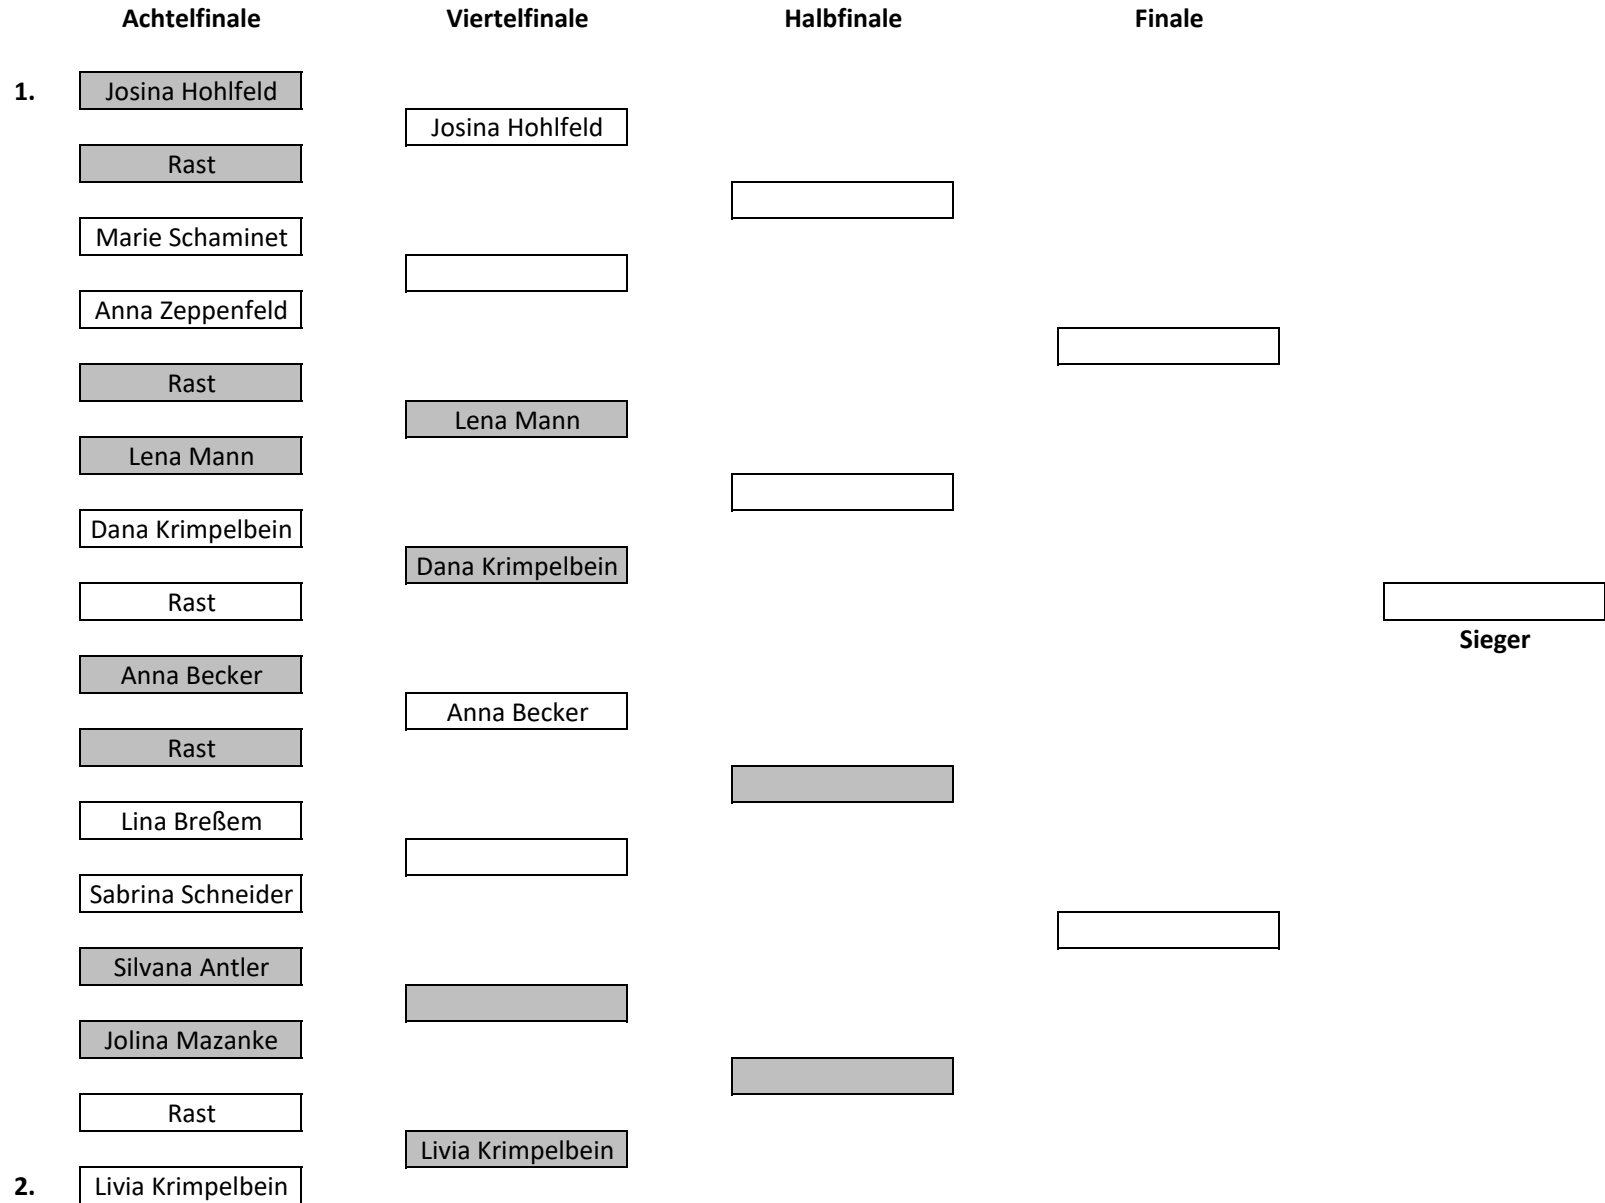 Achtelfinale Viertelfinale Halbfinale Finale
1. Josina Hohlfeld
Josina Hohlfeld
Rast
Marie Schaminet
Anna Zeppenfeld
Rast
Lena Mann
Lena Mann
Dana Krimpelbein
Dana Krimpelbein
Rast
Sieger
Anna Becker
Anna Becker
Rast
Lina Breßem
Sabrina Schneider
Silvana Antler
Jolina Mazanke
Rast
Livia Krimpelbein
2. Livia Krimpelbein